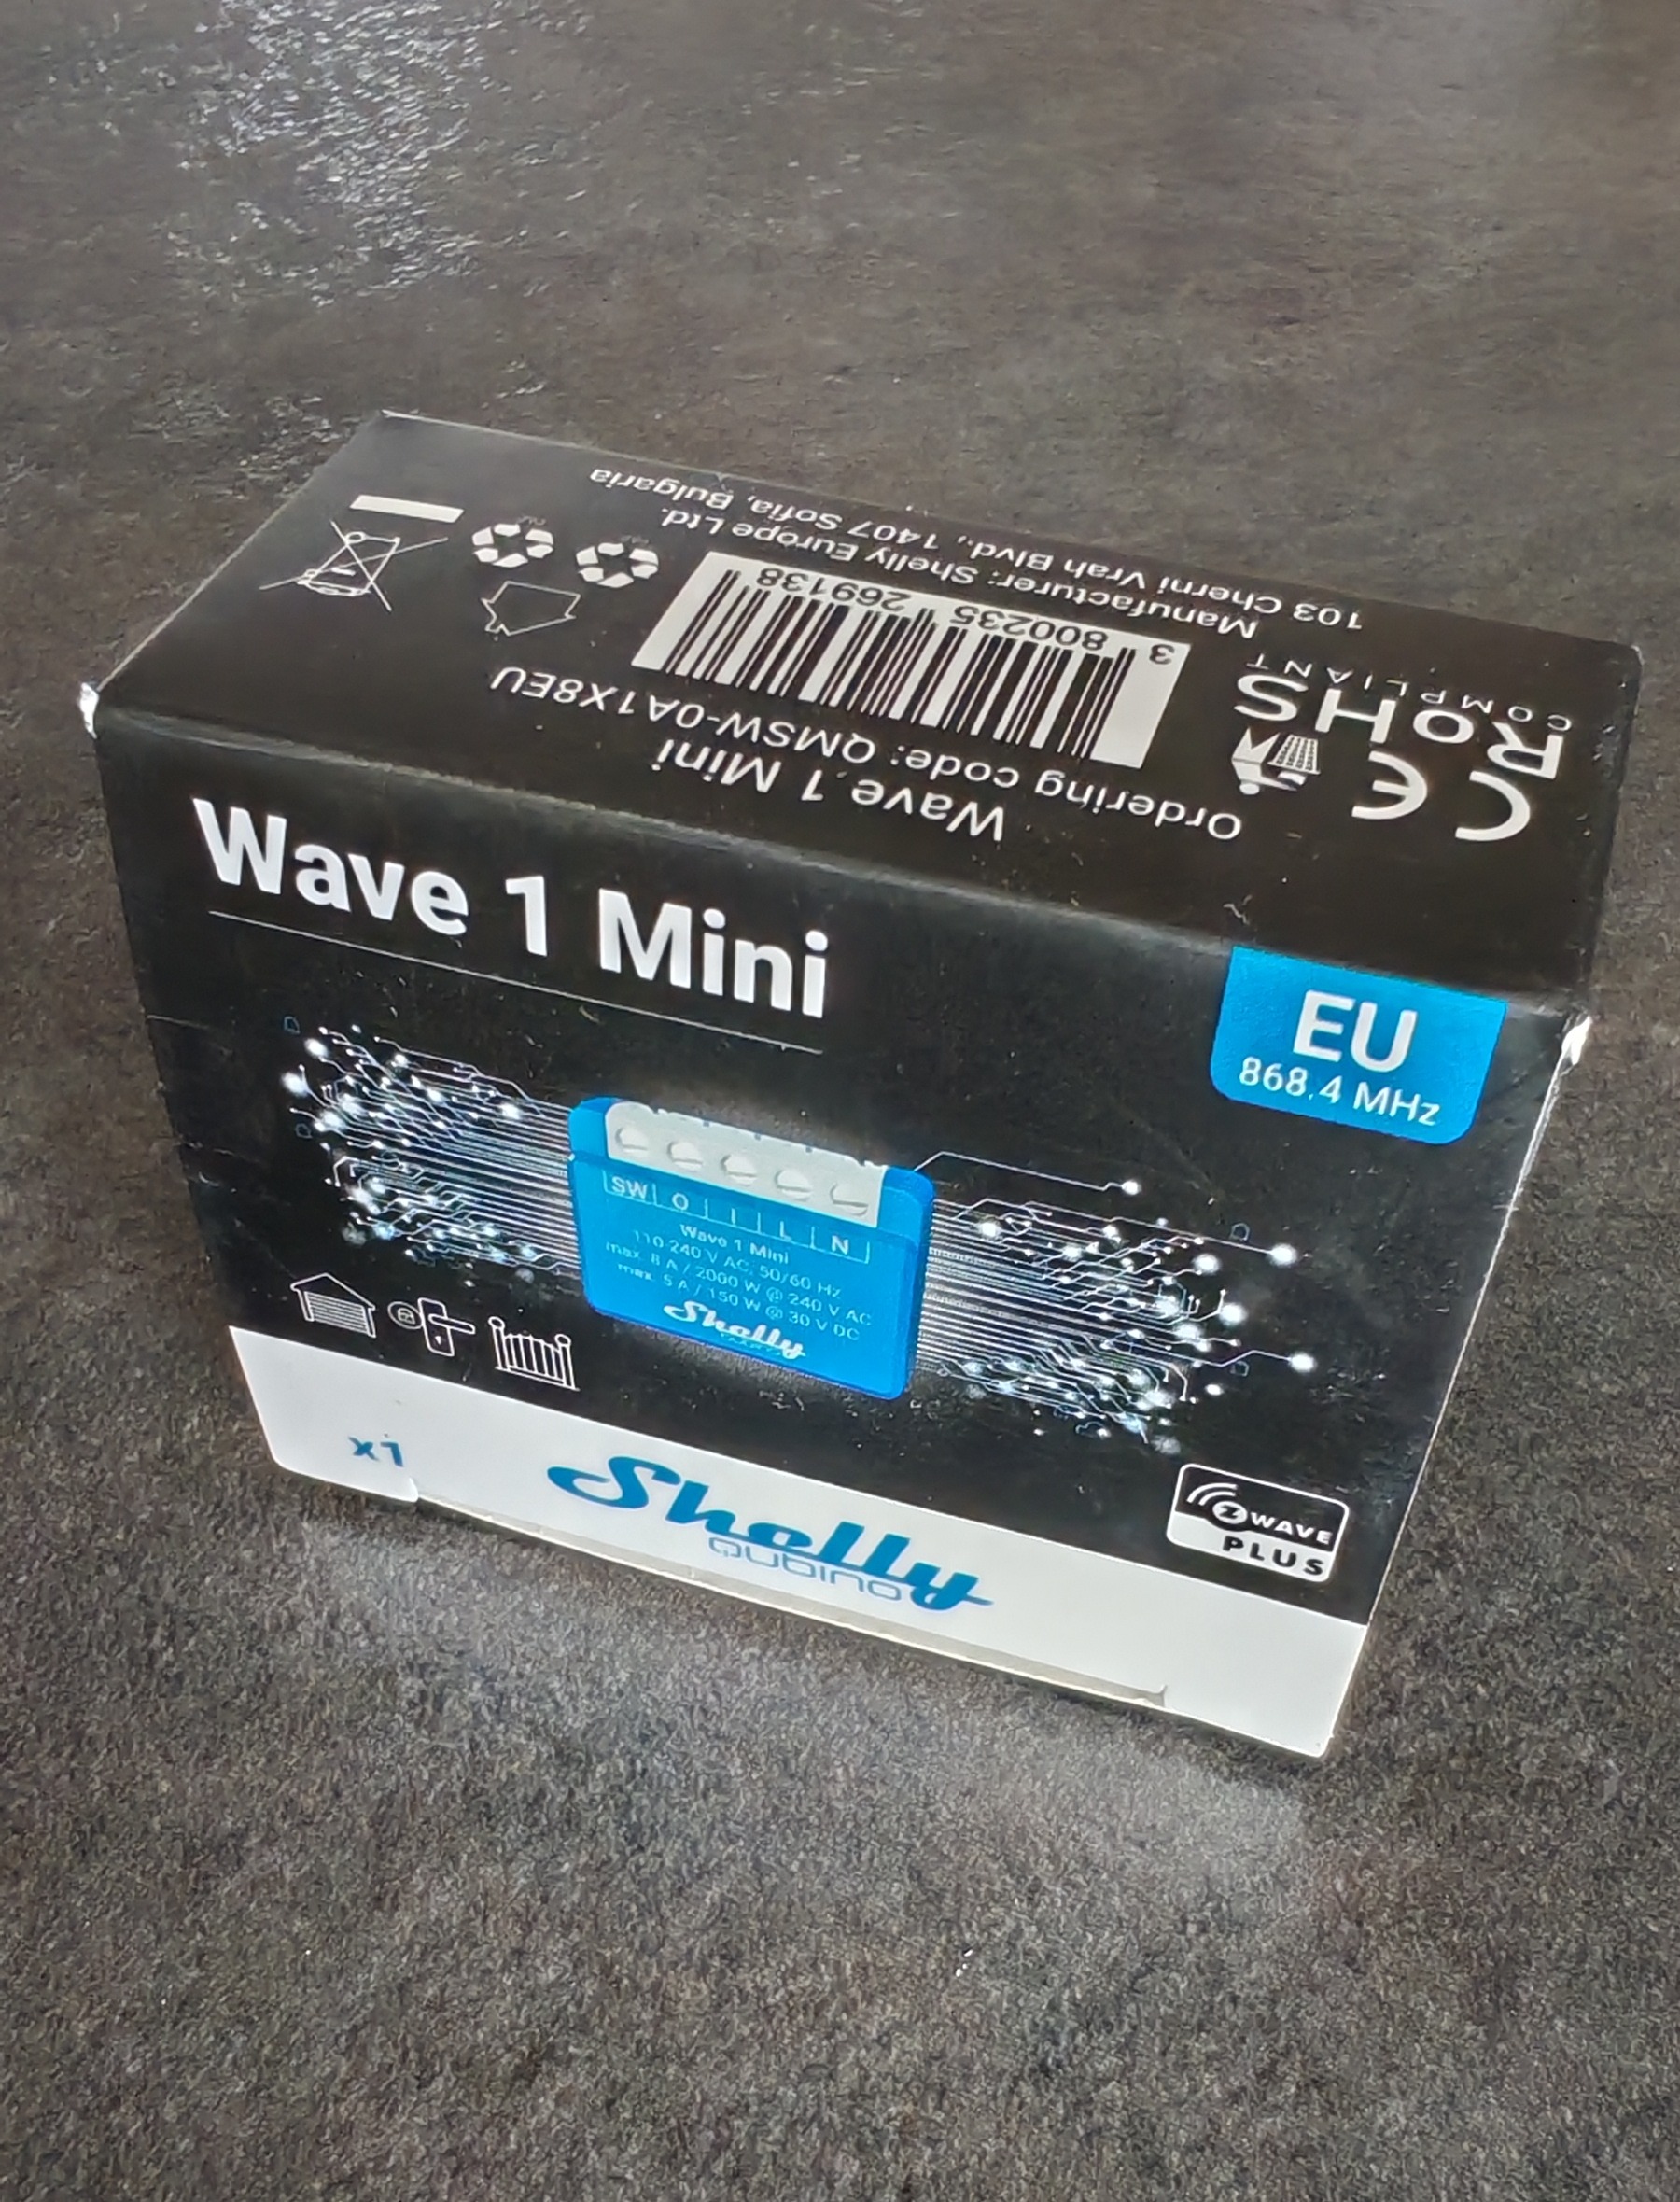 Wave 1 Mini
EU
868.4 MHz
SW O I L N
Wave 1 Mini
110-240 V AC, 50/60 Hz
max. 8 A / 2000 W @ 240 V AC
max. 5 A / 150 W @ 30 V DC
Shelly
x1
Shelly
QUBINO
Z WAVE
PLUS
Wave 1 Mini
Ordering code: QMSW-0A1X8EU
3 800235 269138
Manufacturer: Shelly Europe Ltd.
103 Cherni Vrah Blvd., 1407 Sofia, Bulgaria
CE
RoHS
COMPLIANT